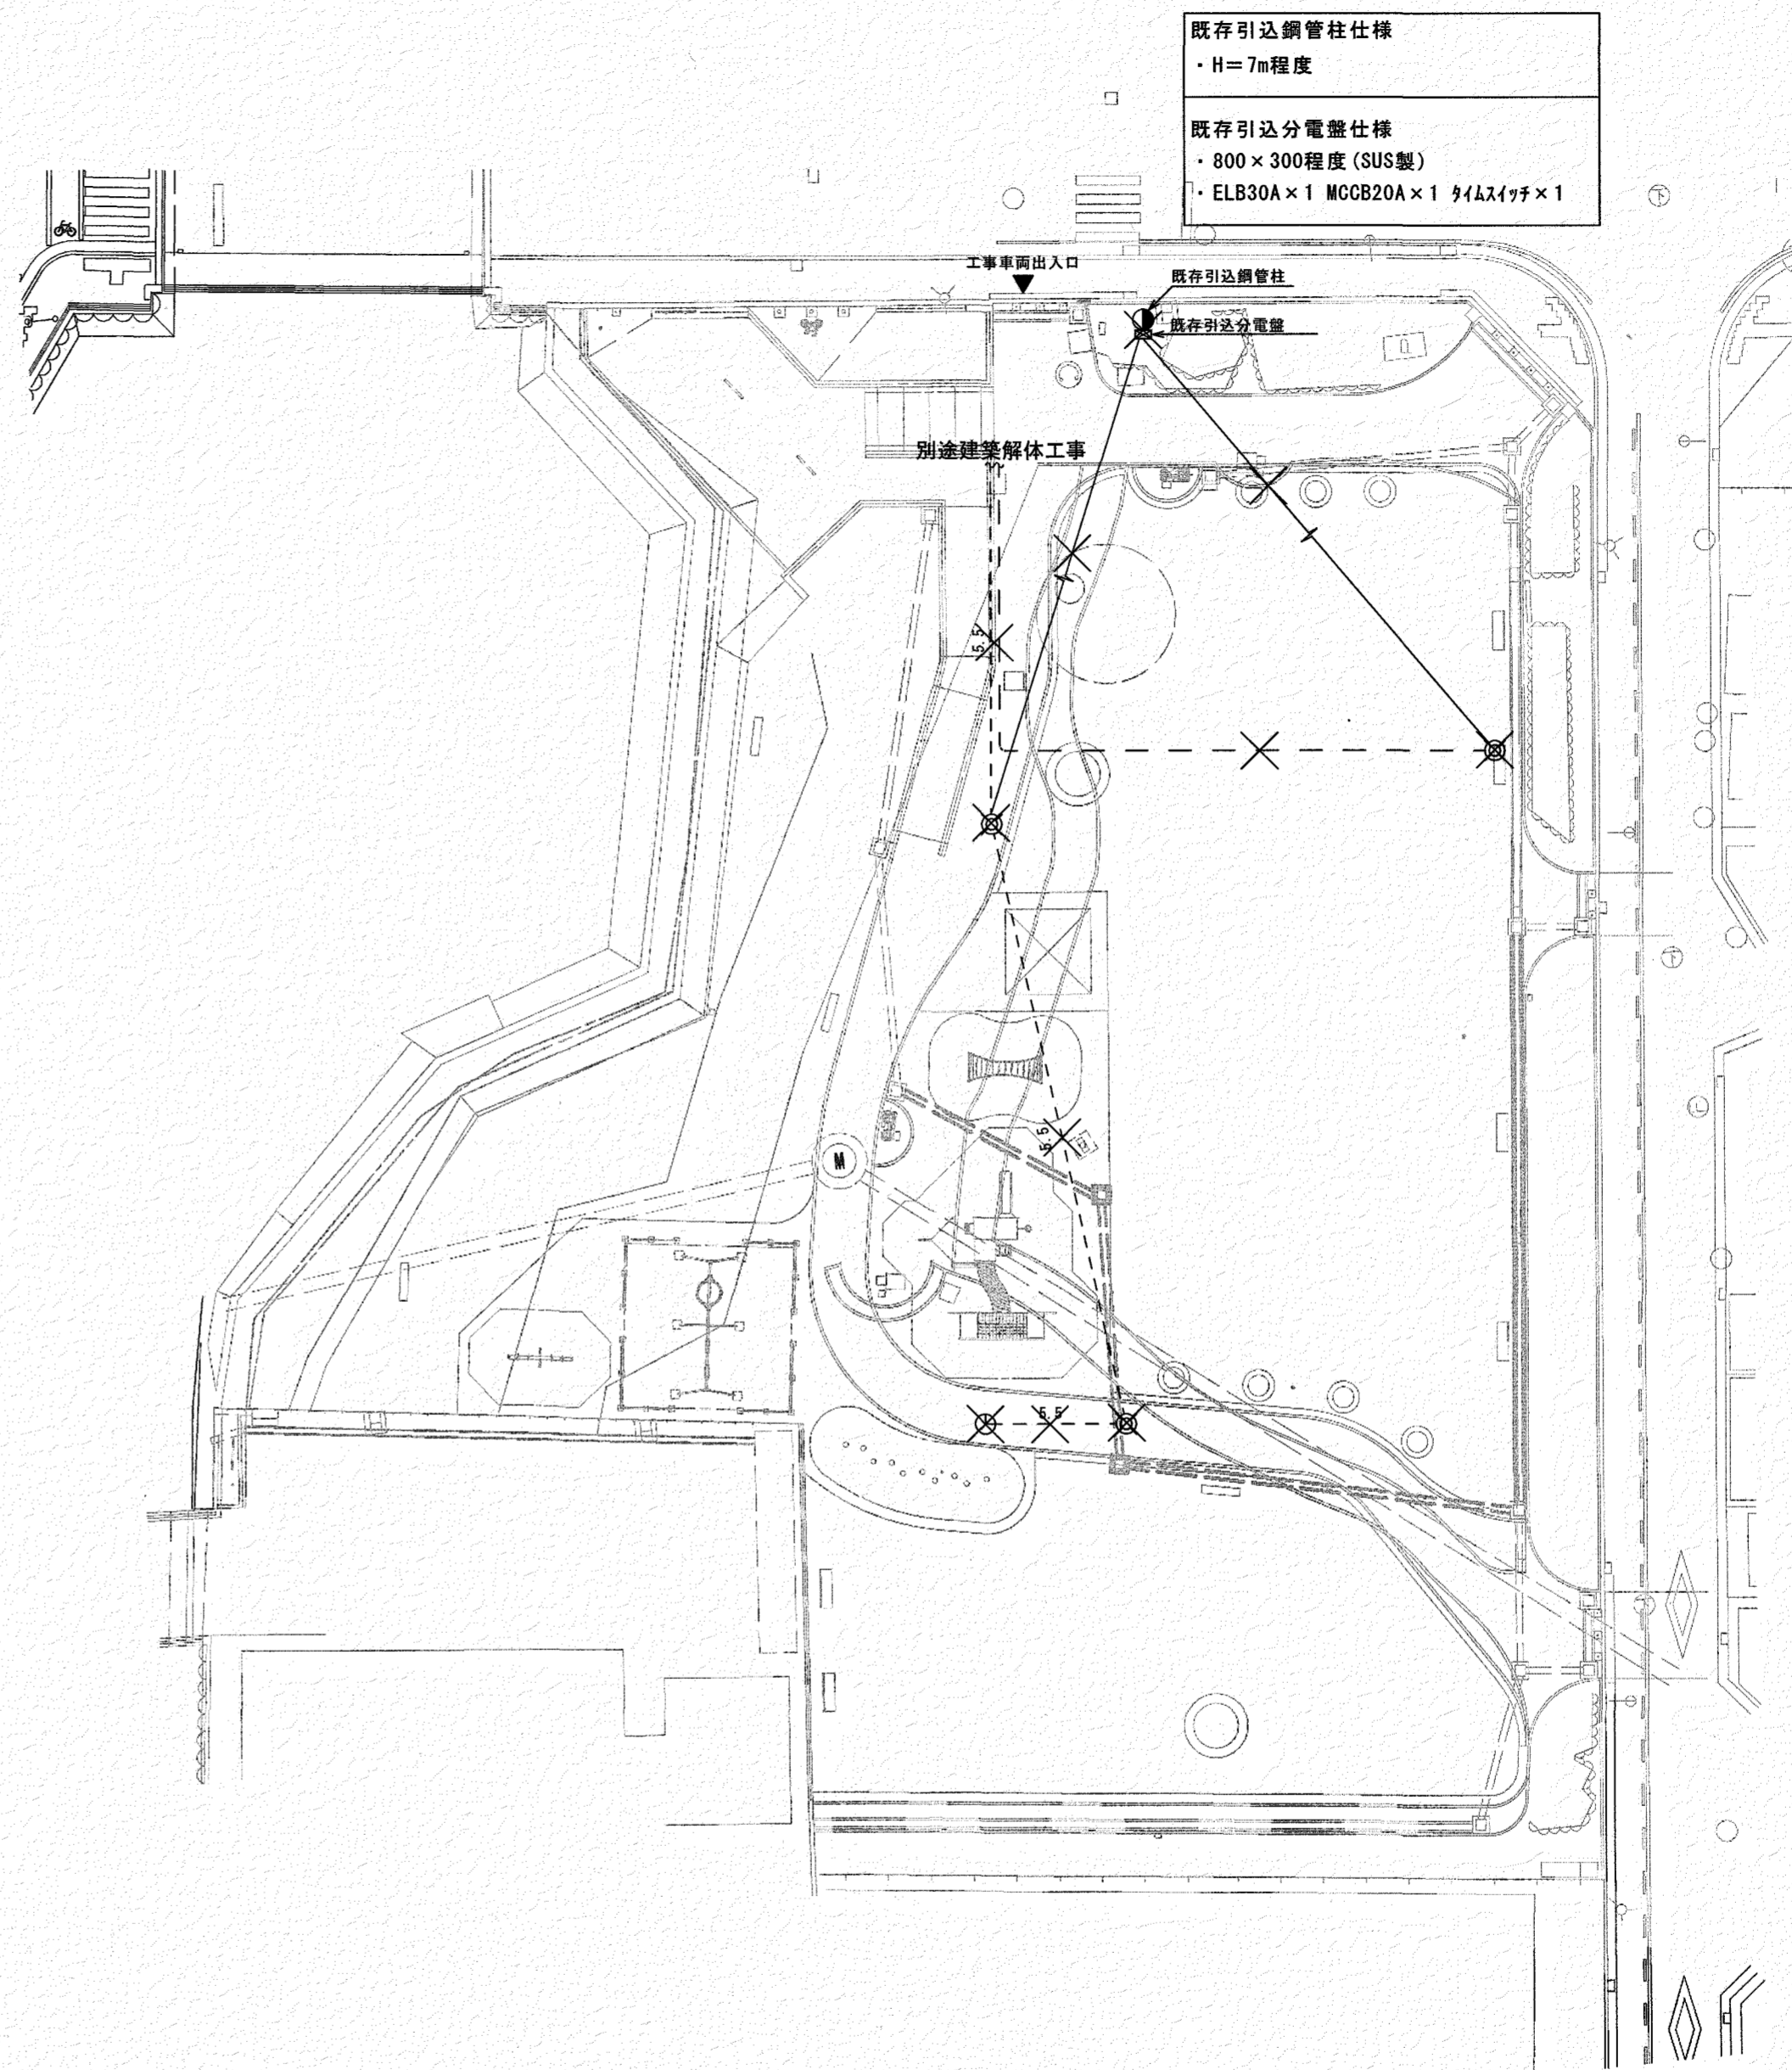 既存引込鋼管柱仕様
・H＝7m程度
既存引込分電盤仕様
・800×300程度(SUS製)
・ELB30A×1 MCCB20A×1 ﾀｲﾑｽｲｯﾁ×1
下
工事車両出入口
既存引込鋼管柱
既存引込分電盤
別途建築解体工事
5.5
下
5.5
M
5.5